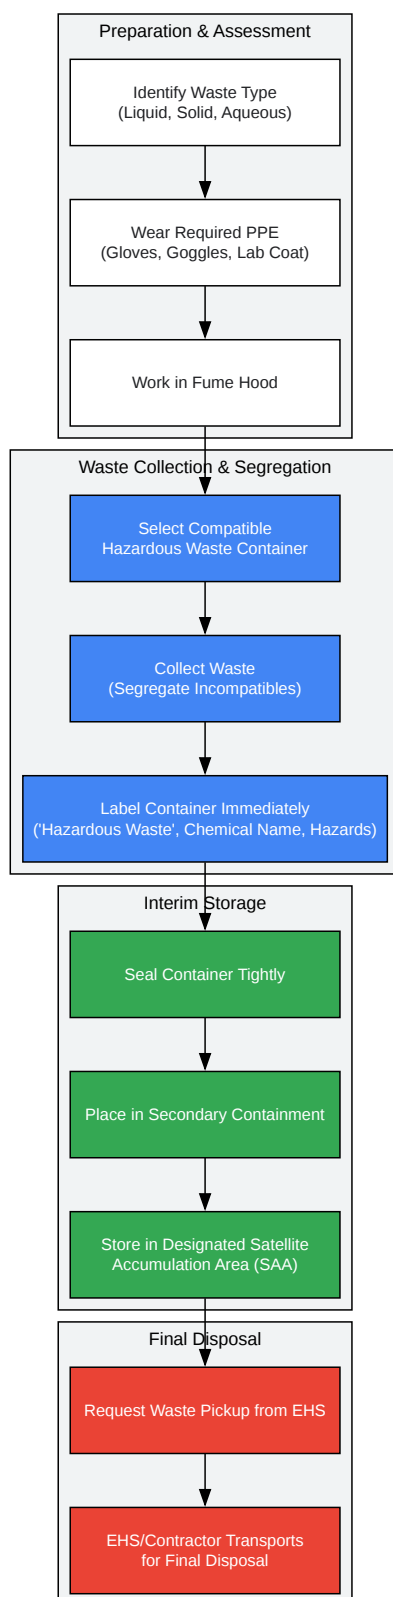 Preparation & Assessment
Identify Waste Type
(Liquid, Solid, Aqueous)
Wear Required PPE
(Gloves, Goggles, Lab Coat)
Work in Fume Hood
Waste Collection & Segregation
Select Compatible
Hazardous Waste Container
Collect Waste
(Segregate Incompatibles)
Label Container Immediately
('Hazardous Waste', Chemical Name, Hazards)
Interim Storage
Seal Container Tightly
Place in Secondary Containment
Store in Designated Satellite
Accumulation Area (SAA)
Final Disposal
Request Waste Pickup from EHS
EHS/Contractor Transports
for Final Disposal